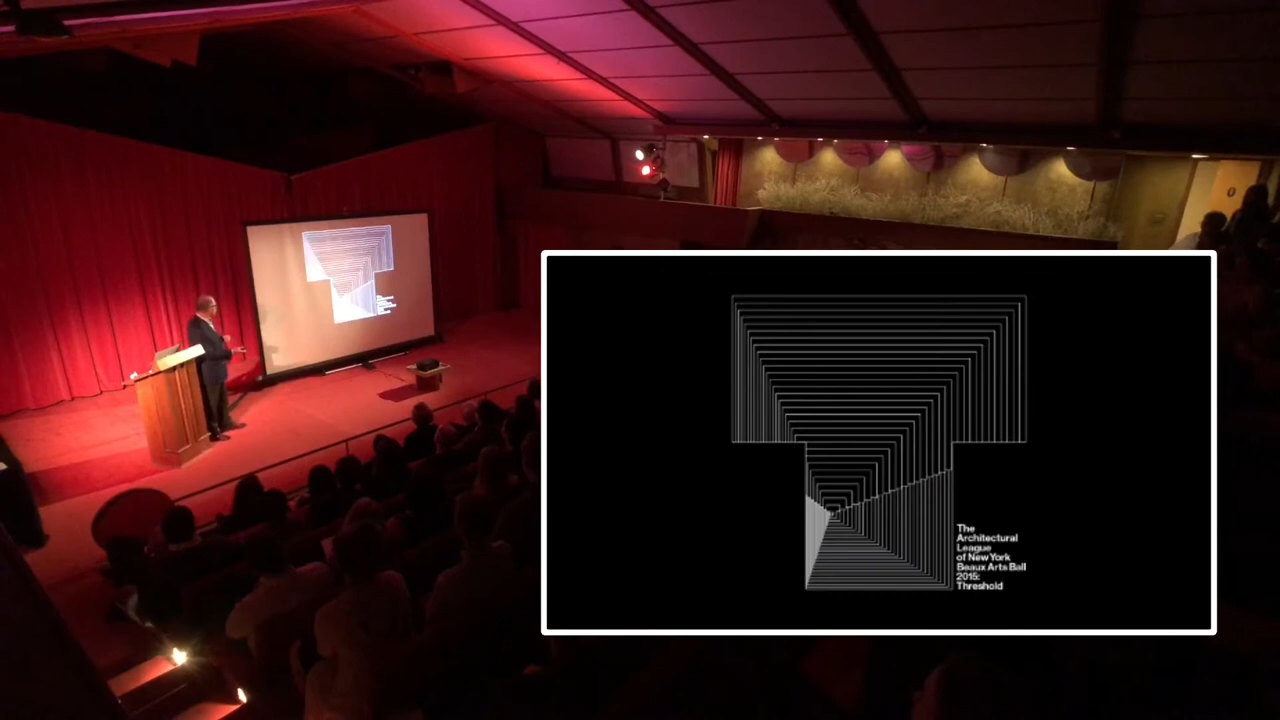 The
Architectural
League
of New York
Beaux Arts Ball
2015:
Threshold